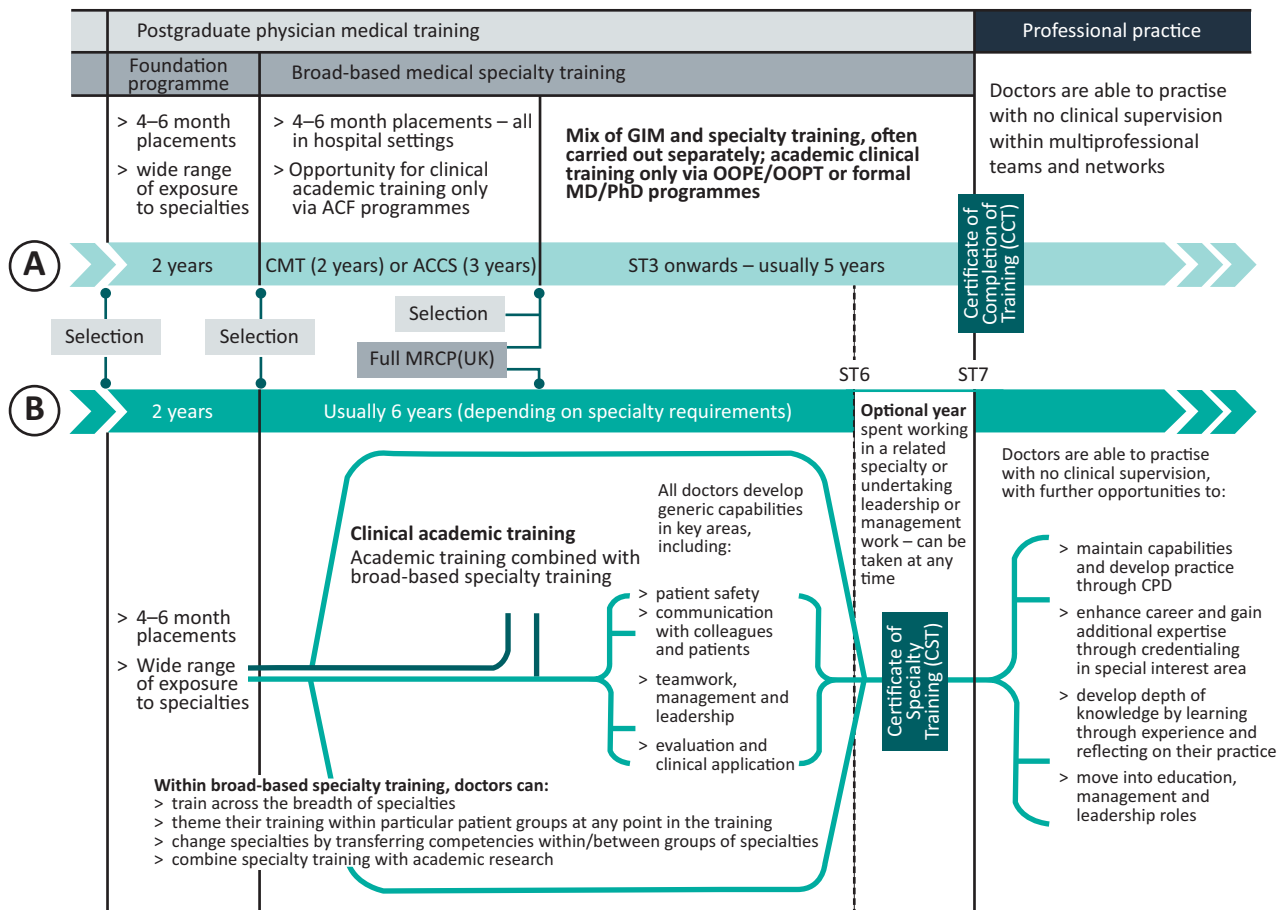 Postgraduate physician medical training
Professional practice
Foundation
programme
Broad-based medical specialty training
> 4–6 month
placements
> wide range
of exposure
to specialties
> 4–6 month placements – all
in hospital settings
> Opportunity for clinical
academic training only
via ACF programmes
Mix of GIM and specialty training, often
carried out separately; academic clinical
training only via OOPE/OOPT or formal
MD/PhD programmes
Doctors are able to practise
with no clinical supervision
within multiprofessional
teams and networks
A
2 years
CMT (2 years) or ACCS (3 years)
ST3 onwards – usually 5 years
Certificate of
Completion of
Training (CCT)
Selection
Selection
Selection
Full MRCP(UK)
ST6
ST7
B
2 years
Usually 6 years (depending on specialty requirements)
Optional year
spent working
in a related
specialty or
undertaking
leadership or
management
work – can be
taken at any
time
Doctors are able to practise
with no clinical supervision,
with further opportunities to:
All doctors develop
generic capabilities
in key areas,
including:
Clinical academic training
Academic training combined with
broad-based specialty training
> 4–6 month
placements
> Wide range
of exposure
to specialties
> patient safety
> communication
with colleagues
and patients
> teamwork,
management and
leadership
> evaluation and
clinical application
Certificate of
Specialty
Training (CST)
> maintain capabilities
and develop practice
through CPD
> enhance career and gain
additional expertise
through credentialing
in special interest area
> develop depth of
knowledge by learning
through experience and
reflecting on their practice
> move into education,
management and
leadership roles
Within broad-based specialty training, doctors can:
> train across the breadth of specialties
> theme their training within particular patient groups at any point in the training
> change specialties by transferring competencies within/between groups of specialties
> combine specialty training with academic research